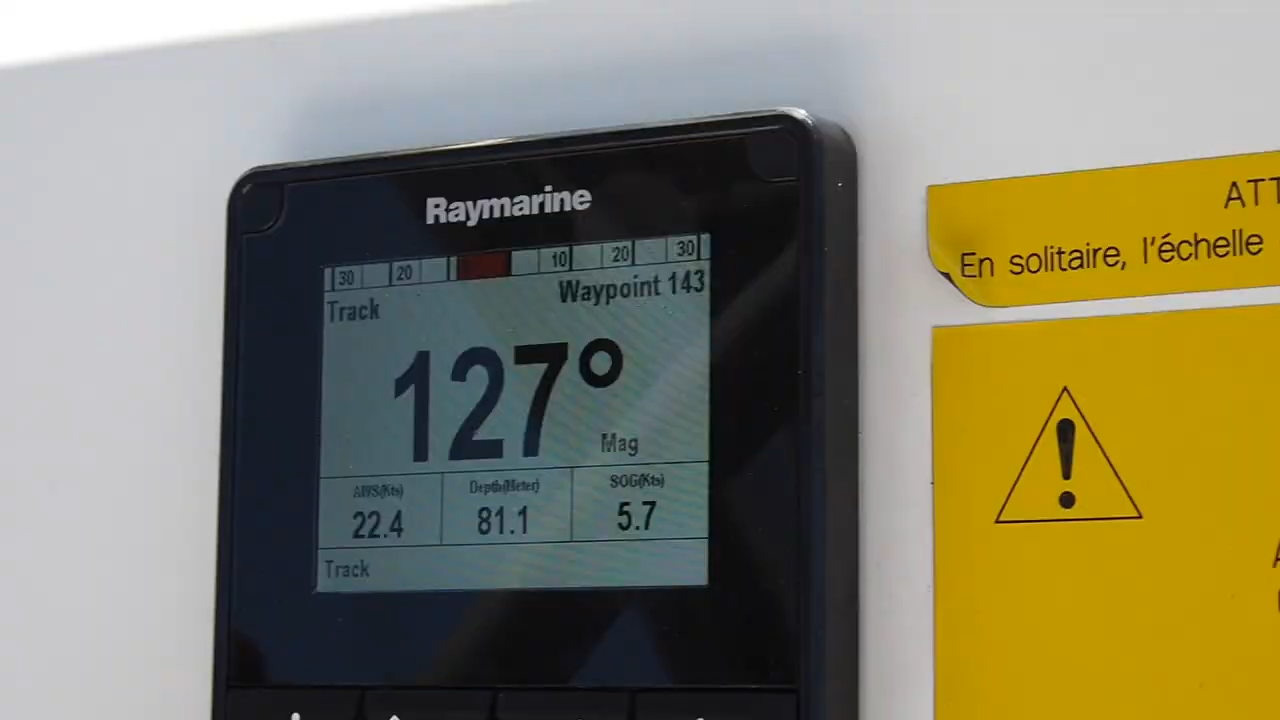 Raymarine
30 20 10 20 30
Waypoint 143
Track
127°
Mag
AWS(Kts) Depth(Meter) SOG(Kts)
22.4 81.1 5.7
Track
ATT
En solitaire, l'échelle